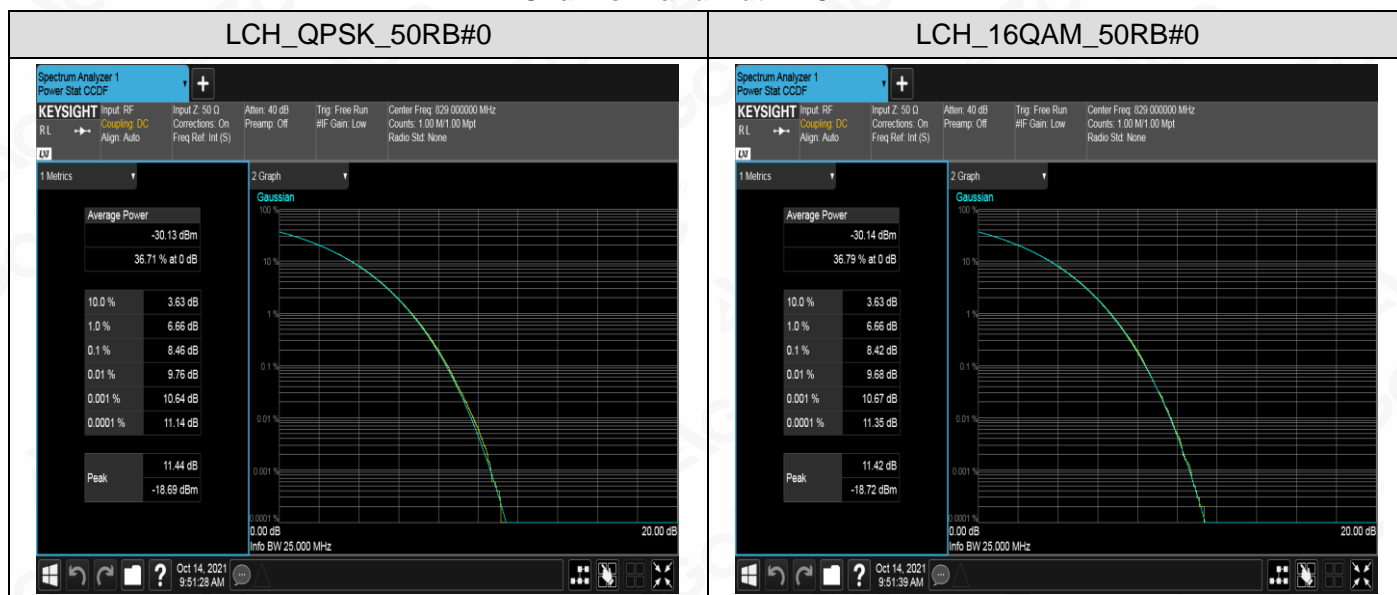 LCH_QPSK_50RB#0
LCH_16QAM_50RB#0
Spectrum Analyzer 1
Power Stat CCDF
KEYSIGHT
RL
LXI
Input: RF
Coupling: DC
Align: Auto
Input Z: 50 Ω
Corrections: On
Freq Ref: Int (S)
Atten: 40 dB
Preamp: Off
Trig: Free Run
#IF Gain: Low
Center Freq: 829.000000 MHz
Counts: 1.00 M/1.00 Mpt
Radio Std: None
1 Metrics
Average Power
-30.13 dBm
36.71 % at 0 dB
10.0 % 3.63 dB
1.0 % 6.66 dB
0.1 % 8.46 dB
0.01 % 9.76 dB
0.001 % 10.64 dB
0.0001 % 11.14 dB
Peak
11.44 dB
-18.69 dBm
2 Graph
Gaussian
100 %
10 %
1 %
0.1 %
0.01 %
0.001 %
0.0001 %
0.00 dB 20.00 dB
Info BW 25.000 MHz
Oct 14, 2021
9:51:28 AM
Spectrum Analyzer 1
Power Stat CCDF
KEYSIGHT
RL
LXI
Input: RF
Coupling: DC
Align: Auto
Input Z: 50 Ω
Corrections: On
Freq Ref: Int (S)
Atten: 40 dB
Preamp: Off
Trig: Free Run
#IF Gain: Low
Center Freq: 829.000000 MHz
Counts: 1.00 M/1.00 Mpt
Radio Std: None
1 Metrics
Average Power
-30.14 dBm
36.79 % at 0 dB
10.0 % 3.63 dB
1.0 % 6.66 dB
0.1 % 8.42 dB
0.01 % 9.68 dB
0.001 % 10.67 dB
0.0001 % 11.35 dB
Peak
11.42 dB
-18.72 dBm
2 Graph
Gaussian
100 %
10 %
1 %
0.1 %
0.01 %
0.001 %
0.0001 %
0.00 dB 20.00 dB
Info BW 25.000 MHz
Oct 14, 2021
9:51:39 AM